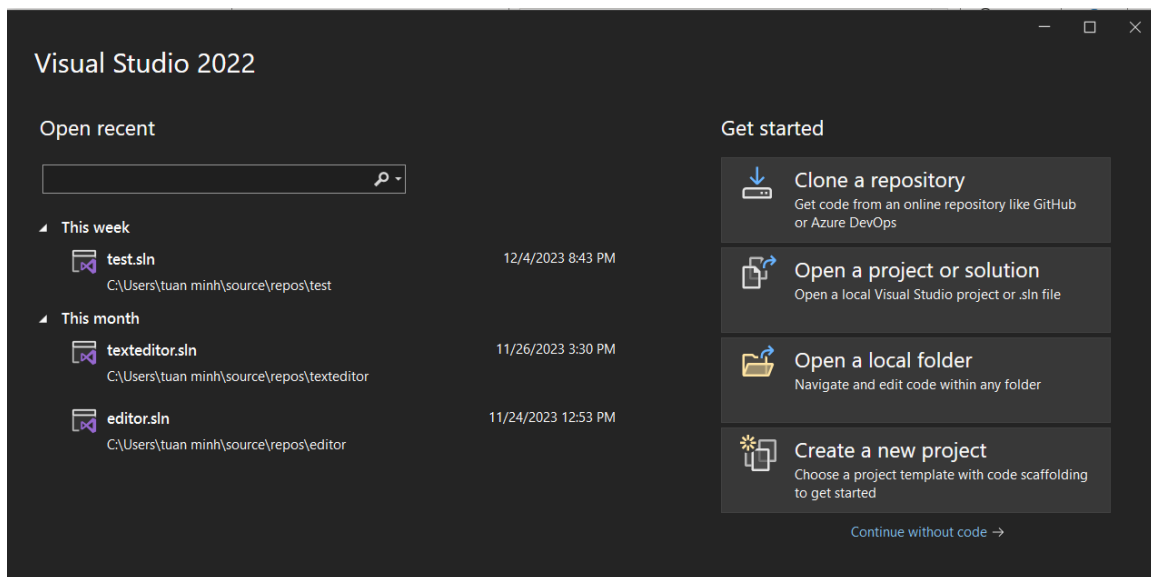 Visual Studio 2022
Open recent
This week
test.sln
12/4/2023 8:43 PM
C:\Users\tuan minh\source\repos\test
This month
texteditor.sln
11/26/2023 3:30 PM
C:\Users\tuan minh\source\repos\texteditor
editor.sln
11/24/2023 12:53 PM
C:\Users\tuan minh\source\repos\editor
Get started
Clone a repository
Get code from an online repository like GitHub
or Azure DevOps
Open a project or solution
Open a local Visual Studio project or .sln file
Open a local folder
Navigate and edit code within any folder
Create a new project
Choose a project template with code scaffolding
to get started
Continue without code →